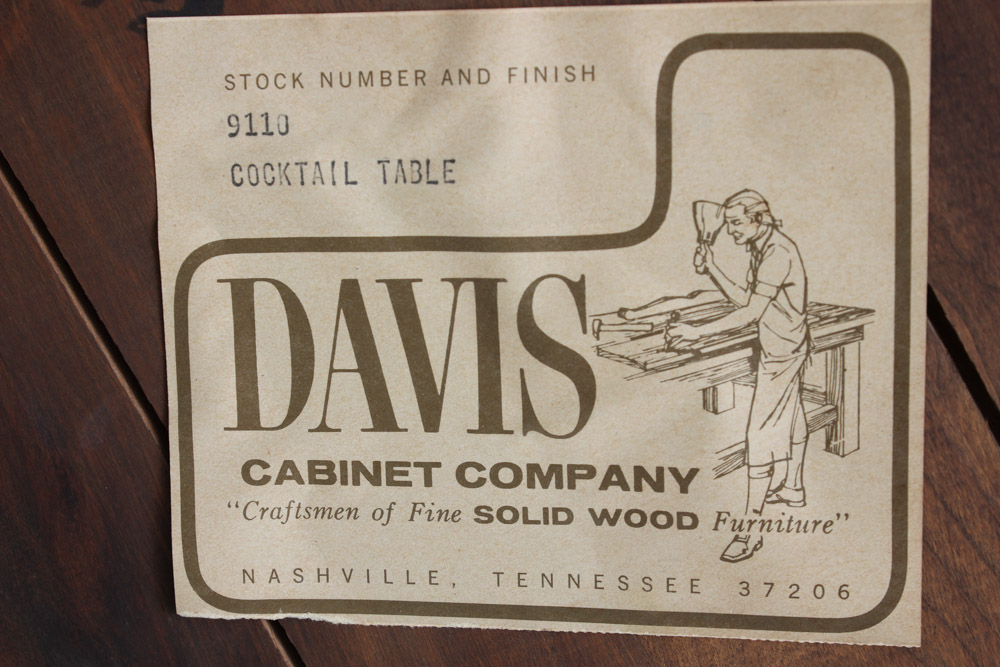 STOCK NUMBER AND FINISH
9110
COCKTAIL TABLE
DAVIS
CABINET COMPANY
“Craftsmen of Fine SOLID WOOD Furniture”
NASHVILLE, TENNESSEE 37206